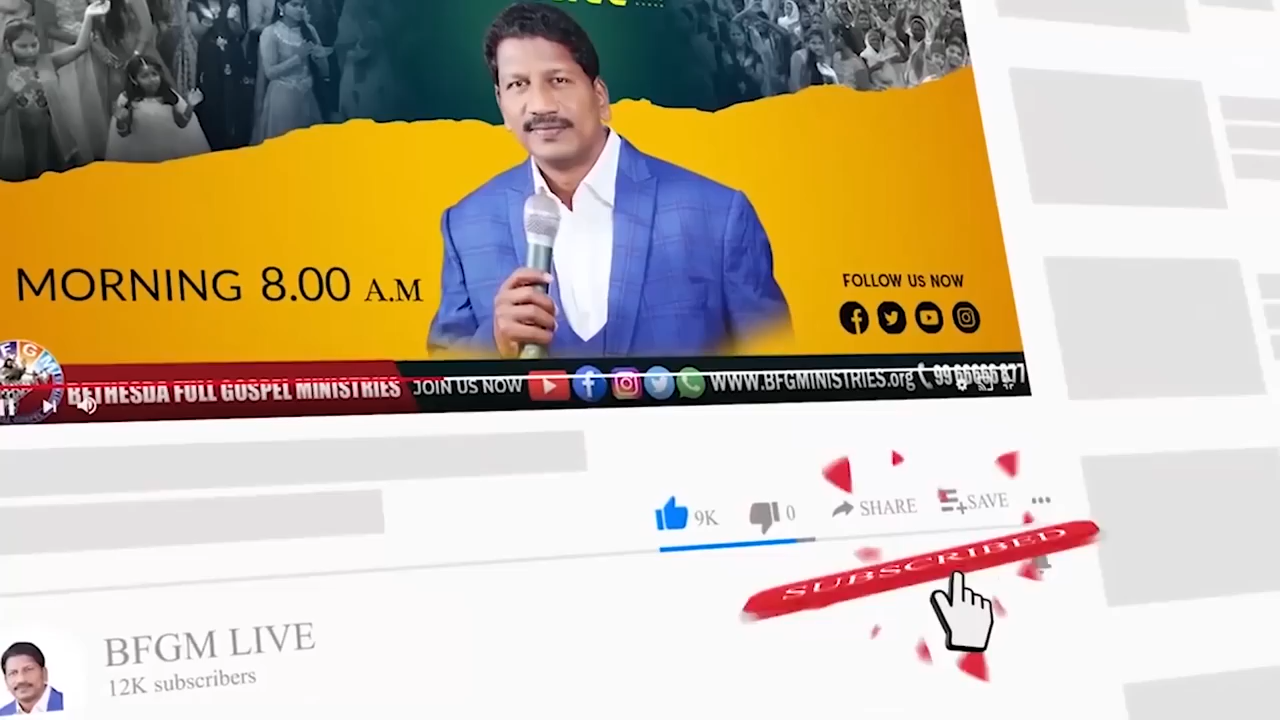 MORNING 8.00 A.M
FOLLOW US NOW
BETHESDA FULL GOSPEL MINISTRIES JOIN US NOW WWW.BFGMINISTRIES.org
9K 0 SHARE SAVE
SUBSCRIBED
BFGM LIVE
12K subscribers